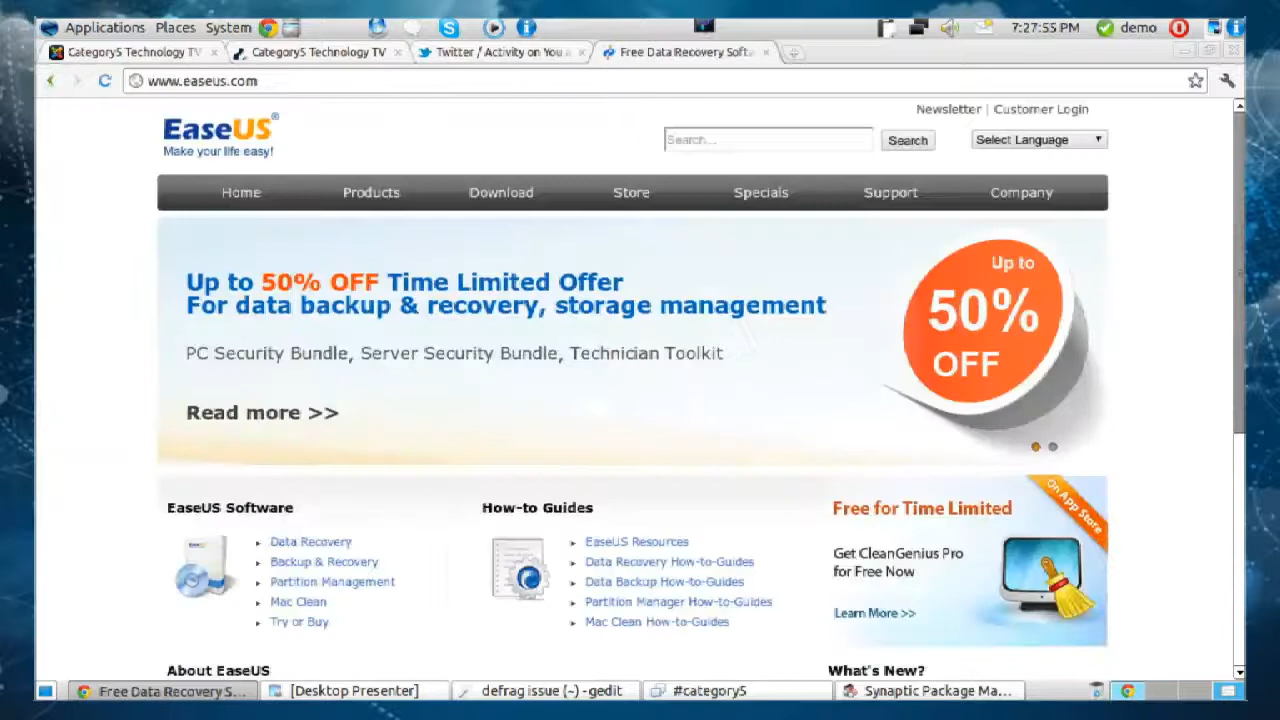 Applications Places System 7:27:55 PM demo
Category5 Technology TV Category5 Technology TV Twitter / Activity on You a Free Data Recovery Soft
www.easeus.com
Newsletter | Customer Login
EaseUS®
Make your life easy!
Search... Search Select Language
Home Products Download Store Specials Support Company
Up to 50% OFF Time Limited Offer
For data backup & recovery, storage management
PC Security Bundle, Server Security Bundle, Technician Toolkit
Read more >>
Up to
50%
OFF
EaseUS Software
Data Recovery
Backup & Recovery
Partition Management
Mac Clean
Try or Buy
How-to Guides
EaseUS Resources
Data Recovery How-to-Guides
Data Backup How-to-Guides
Partition Manager How-to-Guides
Mac Clean How-to-Guides
Free for Time Limited
On App Store
Get CleanGenius Pro
for Free Now
Learn More >>
About EaseUS
What's New?
Free Data Recovery S... [Desktop Presenter] defrag issue (~) - gedit #category5 Synaptic Package Ma...